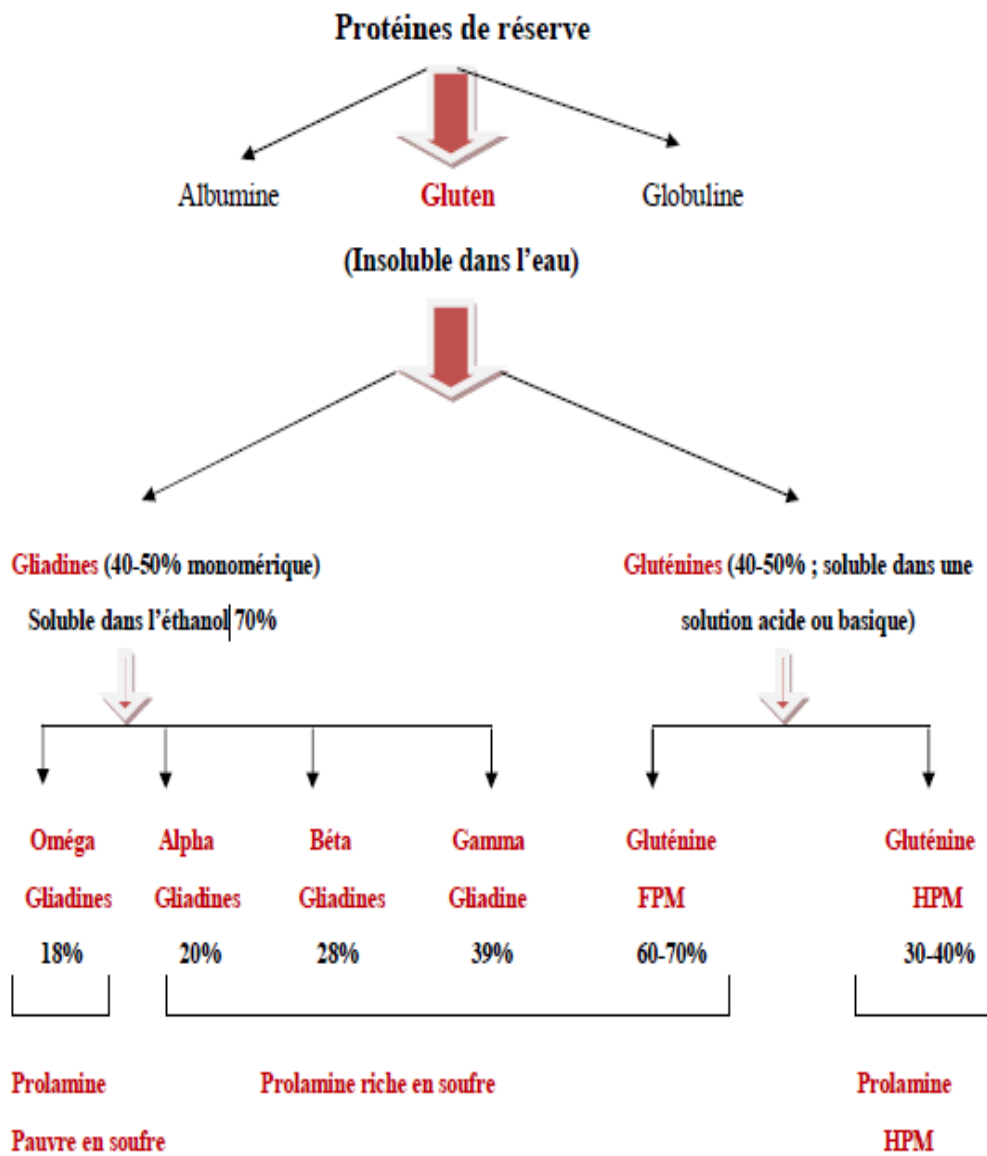 Protéines de réserve
Albumine Gluten Globuline
(Insoluble dans l’eau)
Gliadines (40-50% monomérique) Gluténines (40-50% ; soluble dans une
Soluble dans l’éthanol 70% solution acide ou basique)
Oméga Alpha Béta Gamma Gluténine Gluténine
Gliadines Gliadines Gliadines Gliadine FPM HPM
18% 20% 28% 39% 60-70% 30-40%
Prolamine Prolamine riche en soufre Prolamine
Pauvre en soufre HPM